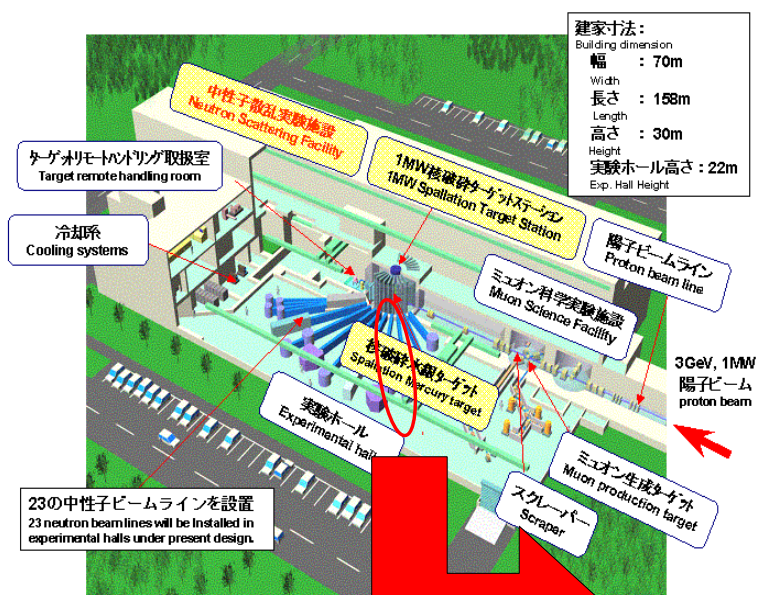 建家寸法：
Building dimension
幅 : 70m
Width
長さ : 158m
Length
高さ : 30m
Height
実験ホール高さ : 22m
Exp. Hall Height
中性子散乱実験施設
Neutron Scattering Facility
ターゲットリモートハンドリング取扱室
Target remote handling room
1MW核破砕ターゲットステーション
1MW Spallation Target Station
冷却系
Cooling systems
陽子ビームライン
Proton beam line
ミュオン科学実験施設
Muon Science Facility
核破砕水銀ターゲット
Spallation Mercury target
3GeV, 1MW
陽子ビーム
proton beam
実験ホール
Experimental hall
ミュオン生成ターゲット
Muon production target
スクレーパー
Scraper
23の中性子ビームラインを設置
23 neutron beam lines will be Installed in
experimental halls under present design.